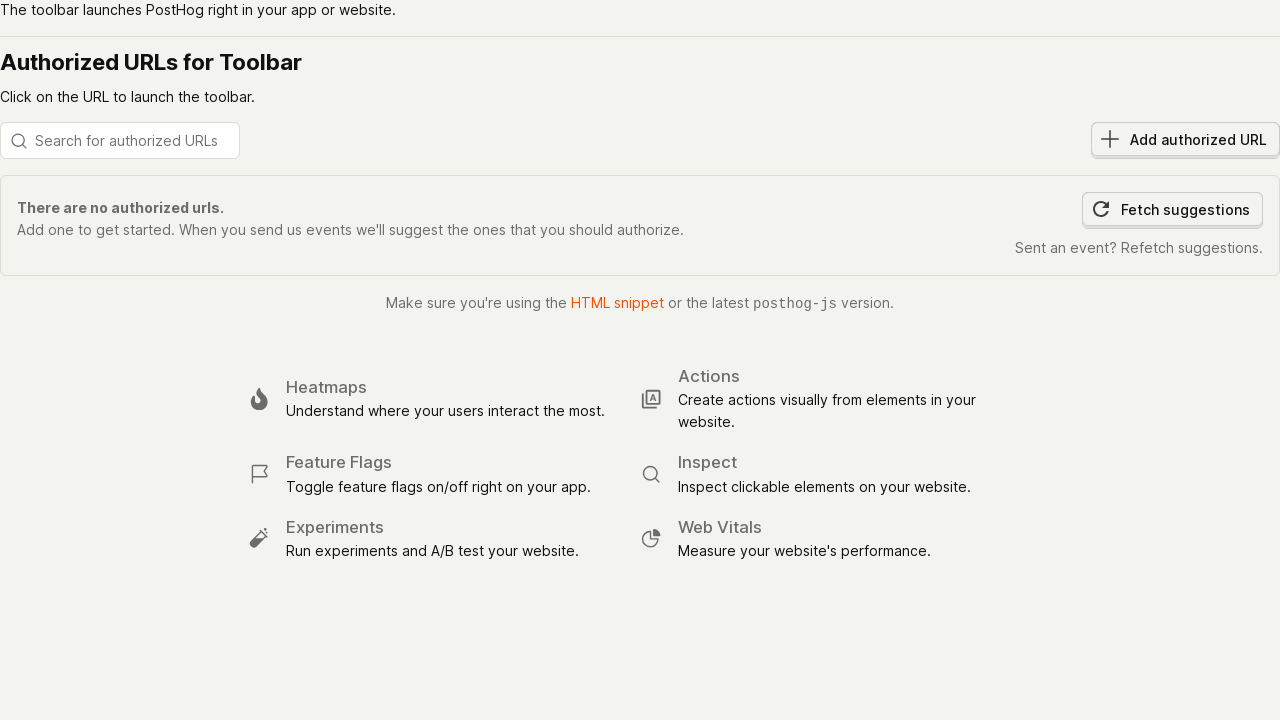 The toolbar launches PostHog right in your app or website.
Authorized URLs for Toolbar
Click on the URL to launch the toolbar.
Search for authorized URLs
Add authorized URL
There are no authorized urls.
Add one to get started. When you send us events we'll suggest the ones that you should authorize.
Fetch suggestions
Sent an event? Refetch suggestions.
Make sure you're using the HTML snippet or the latest posthog-js version.
Heatmaps
Understand where your users interact the most.
Actions
Create actions visually from elements in your
website.
Feature Flags
Toggle feature flags on/off right on your app.
Inspect
Inspect clickable elements on your website.
Experiments
Run experiments and A/B test your website.
Web Vitals
Measure your website's performance.